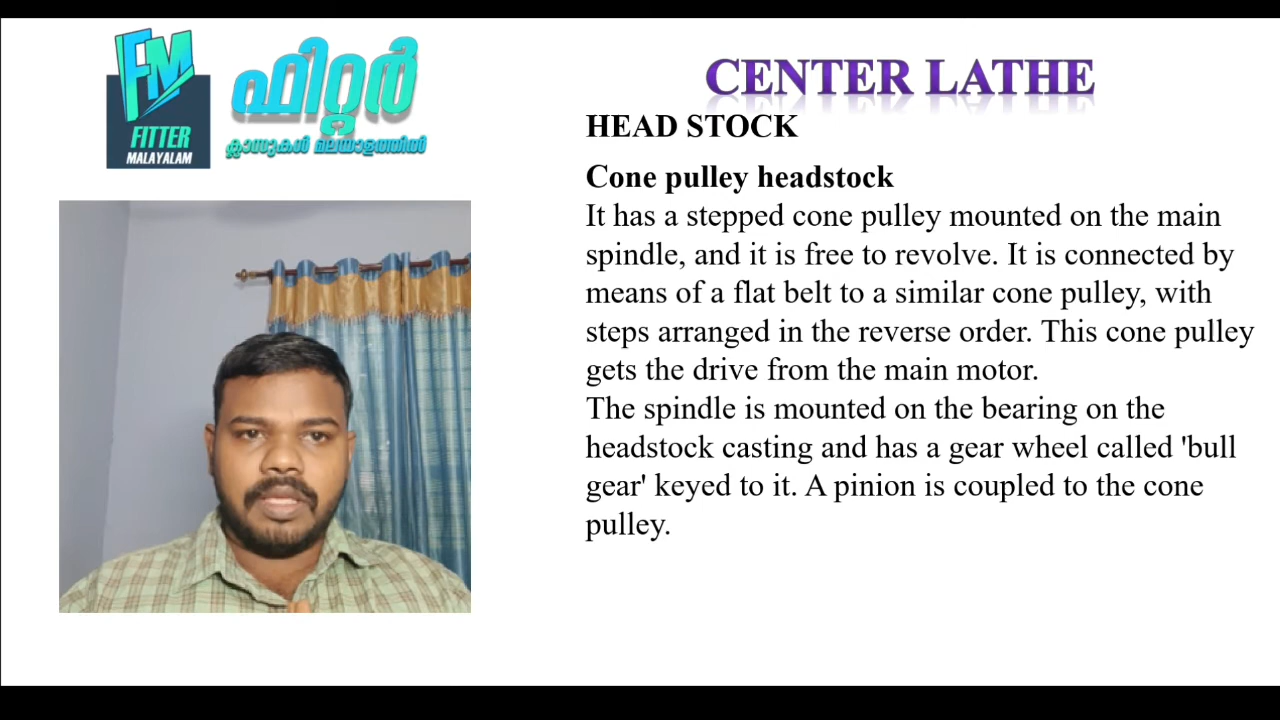 FM
FITTER
MALAYALAM
ഫിറ്റർ
ക്ലാസുകൾ മലയാളത്തിൽ
CENTER LATHE
HEAD STOCK
Cone pulley headstock
It has a stepped cone pulley mounted on the main
spindle, and it is free to revolve. It is connected by
means of a flat belt to a similar cone pulley, with
steps arranged in the reverse order. This cone pulley
gets the drive from the main motor.
The spindle is mounted on the bearing on the
headstock casting and has a gear wheel called 'bull
gear' keyed to it. A pinion is coupled to the cone
pulley.